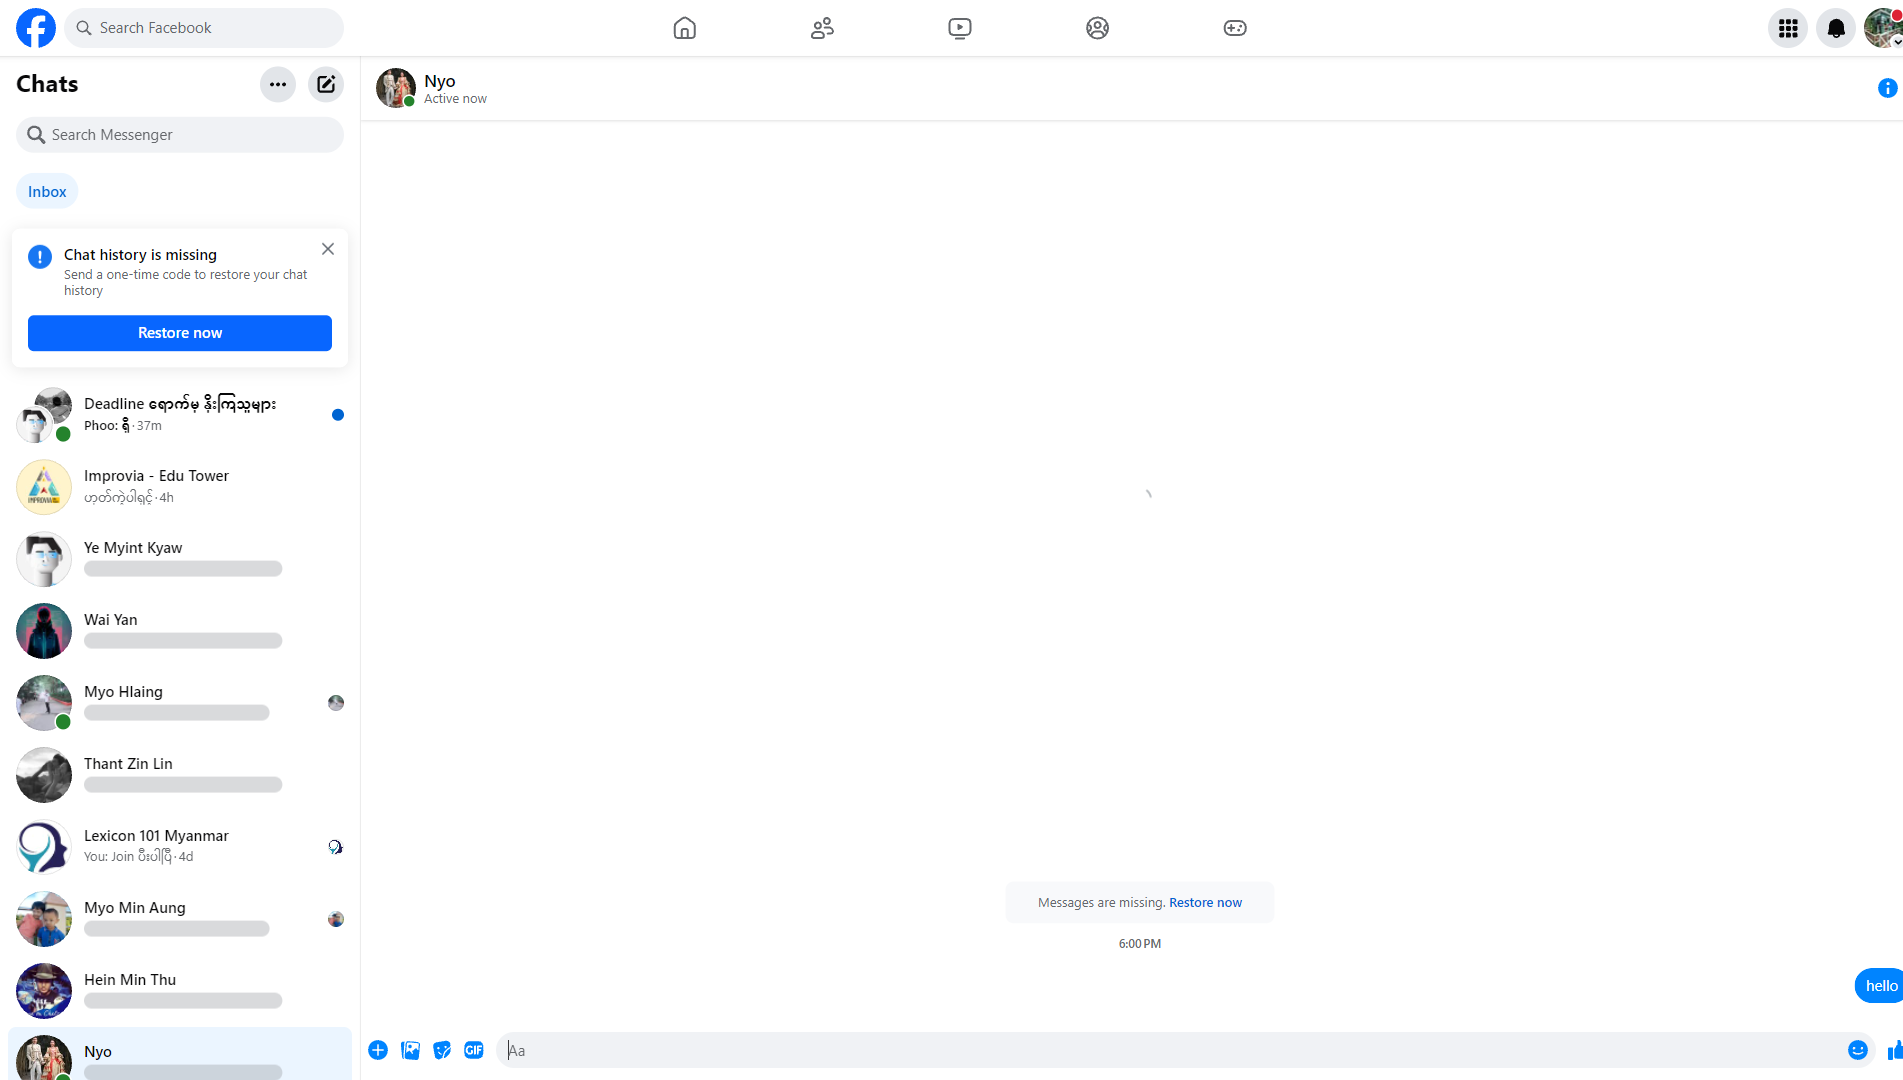 Search Facebook
Chats
Search Messenger
Inbox
Chat history is missing
Send a one-time code to restore your chat
history
Restore now
Deadline ရောက်မှ နိုးကြသူများ
Phoo: ရှိ · 37m
Improvia - Edu Tower
ဟုတ်ကဲ့ပါရှင့် · 4h
Ye Myint Kyaw
Wai Yan
Myo Hlaing
Thant Zin Lin
Lexicon 101 Myanmar
You: Join ပီးပါပြီ · 4d
Myo Min Aung
Hein Min Thu
Nyo
Nyo
Active now
Messages are missing. Restore now
6:00 PM
hello
GIF
Aa